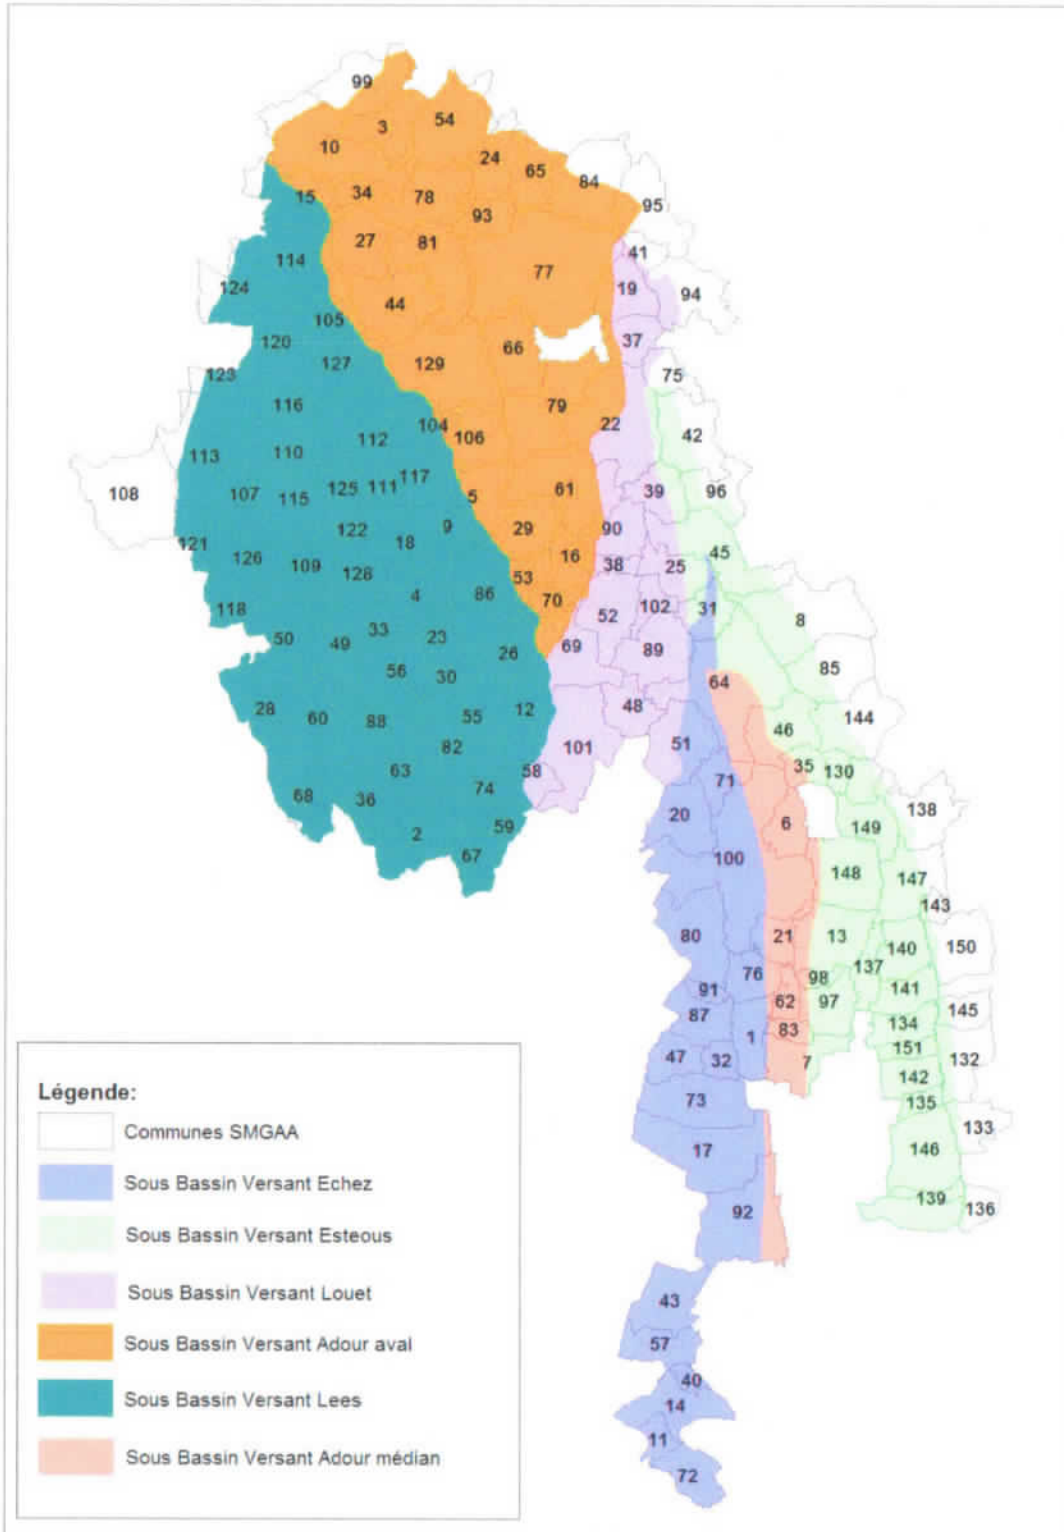 99
3 54
10 24 65 84
15 34 78 93 95
27 81 41
114 77
124 19 94
44
105
120 66 37
123 127 129 75
116 79
104 22
112 106 42
113 110
117
108 107 115 125 111 5 61 39 96
122 9 29 90
121 18 45
126 109 16 38 25
128 53
4 86 70
118 52 102 31 8
50 49 33 23 69 89
26
56 30 85
64
28 60 88 55 12 48 144
46
82 101 51
63 58 35 130
68 36 74 71
20 6 138
2 59 149
67 100
148 147
143
80 21 13 140 150
76 98 137
91 62 97 141 145
87 83 134
1 151
47 32 7 132
142
73 135
133
17 146
139
92 136
43
57
40
14
11
72
Légende:
Communes SMGAA
Sous Bassin Versant Echez
Sous Bassin Versant Esteous
Sous Bassin Versant Louet
Sous Bassin Versant Adour aval
Sous Bassin Versant Lees
Sous Bassin Versant Adour médian